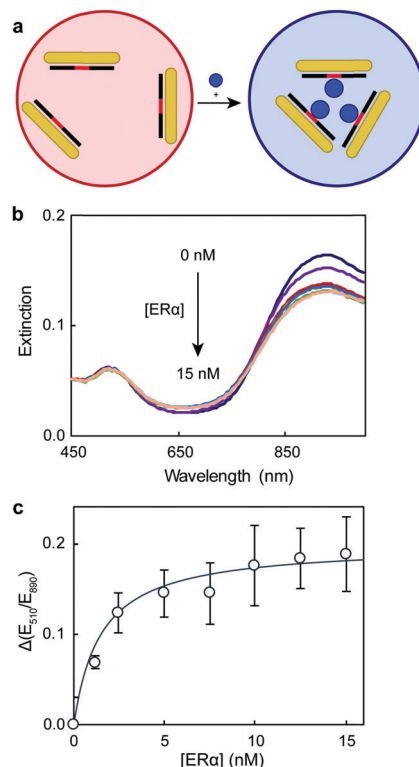 a
+
b
0.2
0 nM
[ERα]
15 nM
0.1
Extinction
0.0
450
650
850
Wavelength (nm)
c
0.2
0.1
Δ(E510/E890)
0.0
0
5
10
15
[ERα] (nM)